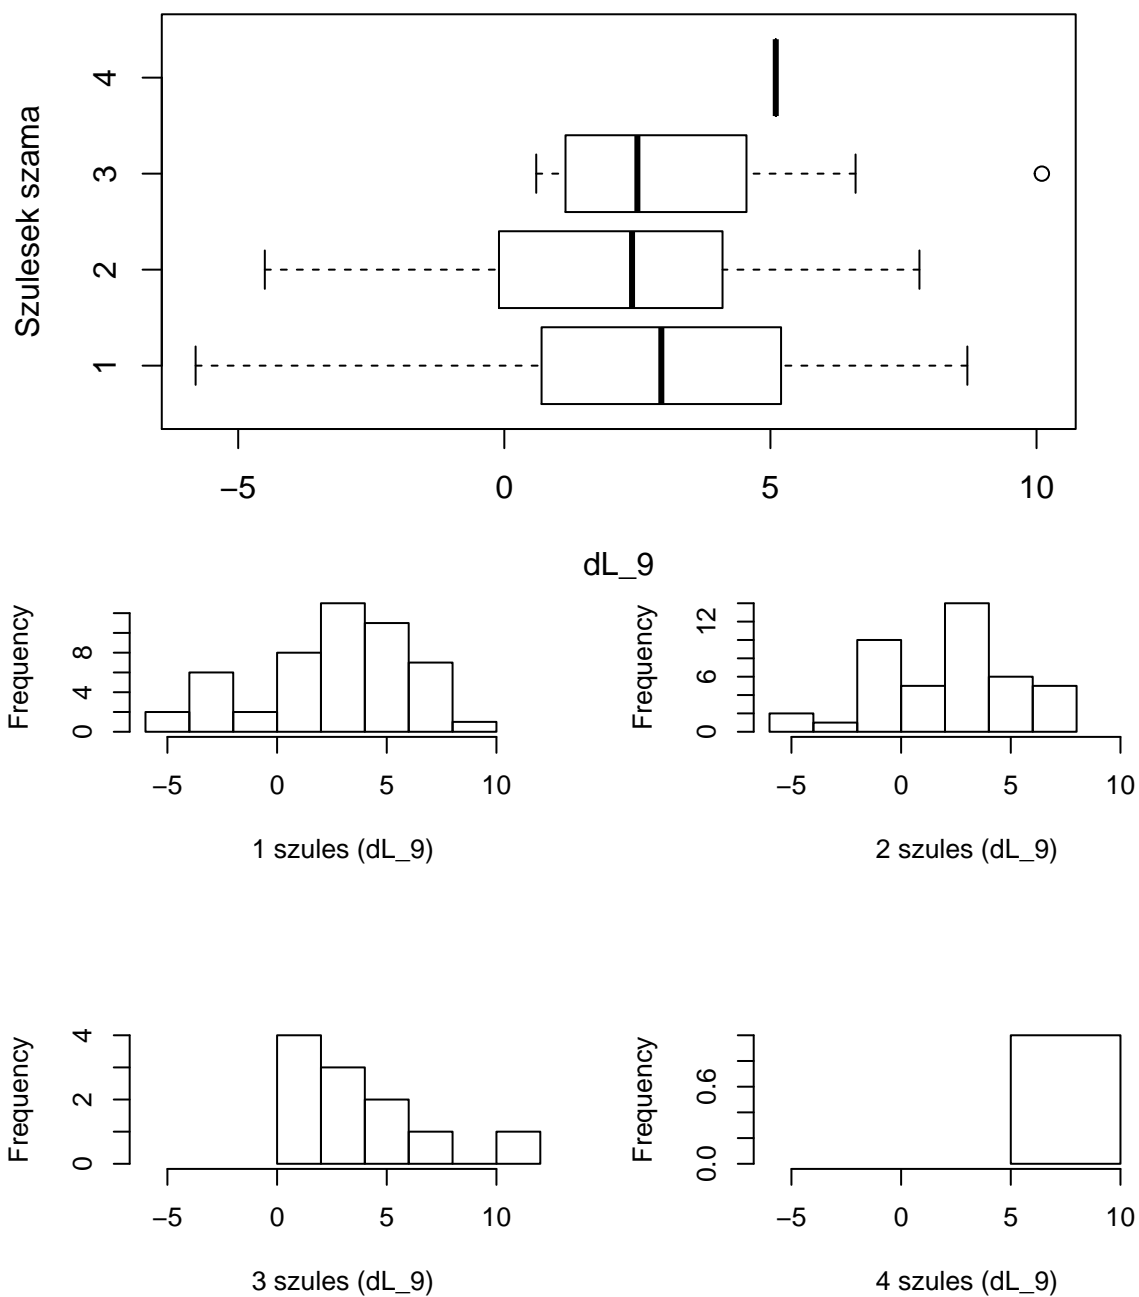 Szulesek szama
4
3
2
1
−5 0 5 10
dL_9
Frequency
0 4 8
−5 0 5 10
1 szules (dL_9)
Frequency
0 6 12
−5 0 5 10
2 szules (dL_9)
Frequency
0 2 4
−5 0 5 10
3 szules (dL_9)
Frequency
0.0 0.6
−5 0 5 10
4 szules (dL_9)